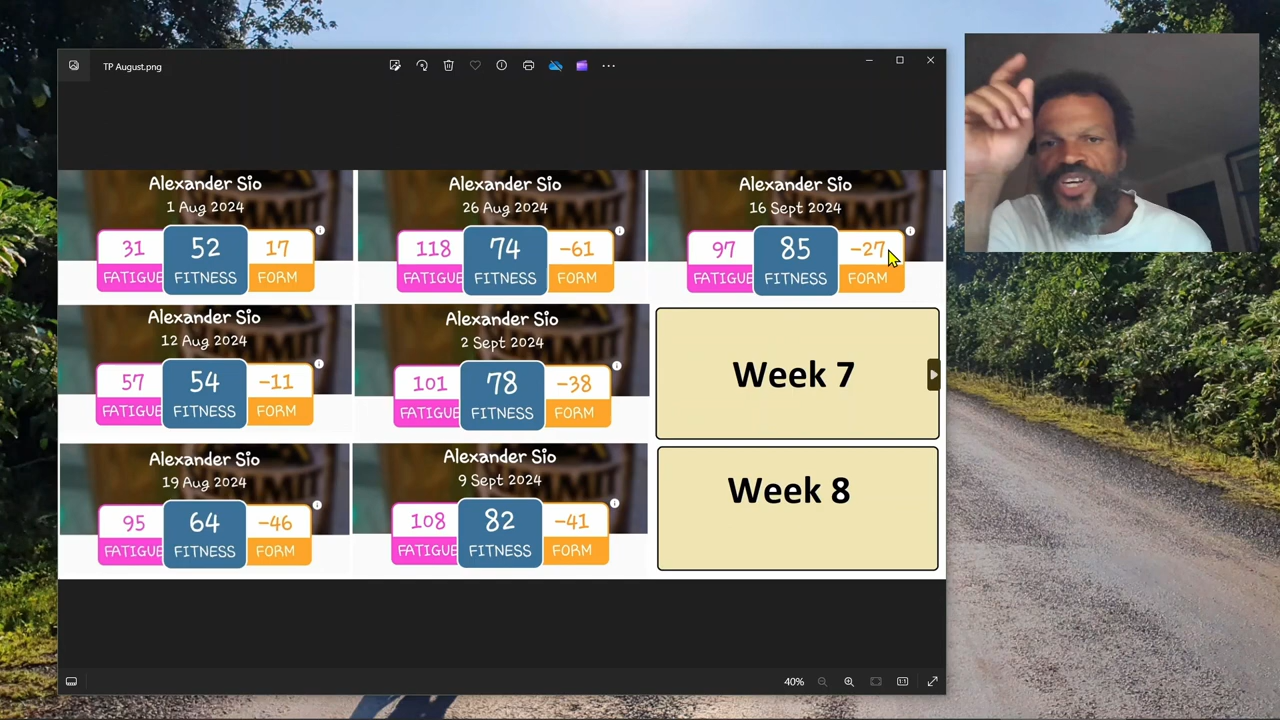 TP August.png
Alexander Sio
1 Aug 2024
31 52 17
FATIGUE FITNESS FORM
Alexander Sio
26 Aug 2024
118 74 -61
FATIGUE FITNESS FORM
Alexander Sio
16 Sept 2024
97 85 -27
FATIGUE FITNESS FORM
Alexander Sio
12 Aug 2024
57 54 -11
FATIGUE FITNESS FORM
Alexander Sio
2 Sept 2024
101 78 -38
FATIGUE FITNESS FORM
Week 7
Alexander Sio
19 Aug 2024
95 64 -46
FATIGUE FITNESS FORM
Alexander Sio
9 Sept 2024
108 82 -41
FATIGUE FITNESS FORM
Week 8
40%